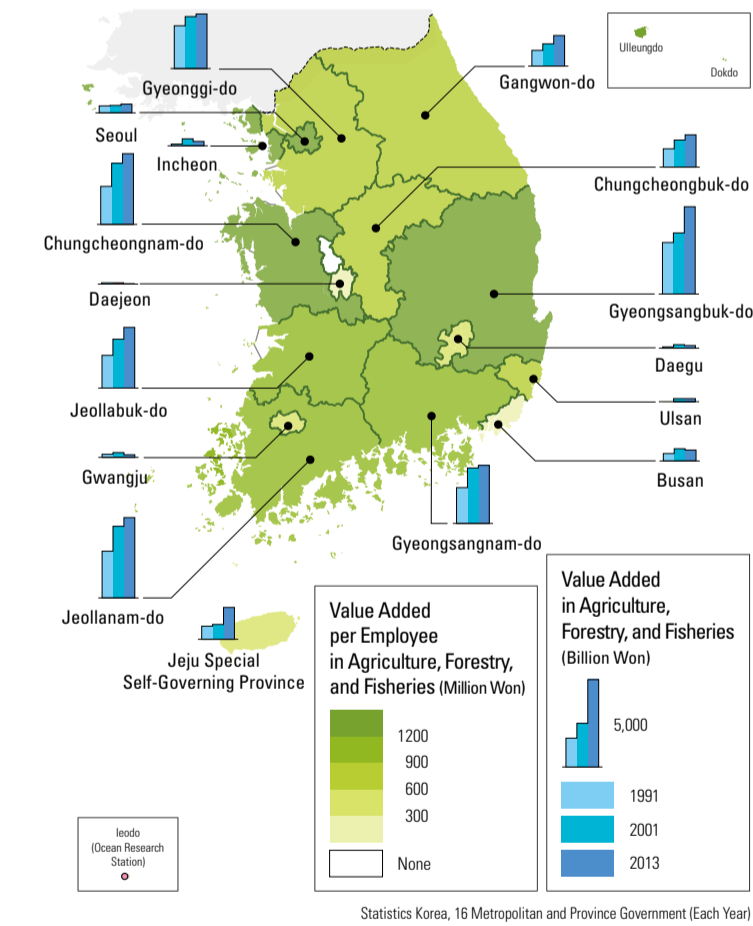 Ulleungdo
Dokdo
Gyeonggi-do
Gangwon-do
Seoul
Incheon
Chungcheongbuk-do
Chungcheongnam-do
Daejeon
Gyeongsangbuk-do
Daegu
Jeollabuk-do
Ulsan
Gwangju
Busan
Gyeongsangnam-do
Jeollanam-do
Jeju Special
Self-Governing Province
Value Added
per Employee
in Agriculture, Forestry,
and Fisheries (Million Won)
1200
900
600
300
None
Value Added
in Agriculture,
Forestry, and Fisheries
(Billion Won)
5,000
1991
2001
2013
Ieodo
(Ocean Research
Station)
Statistics Korea, 16 Metropolitan and Province Government (Each Year)